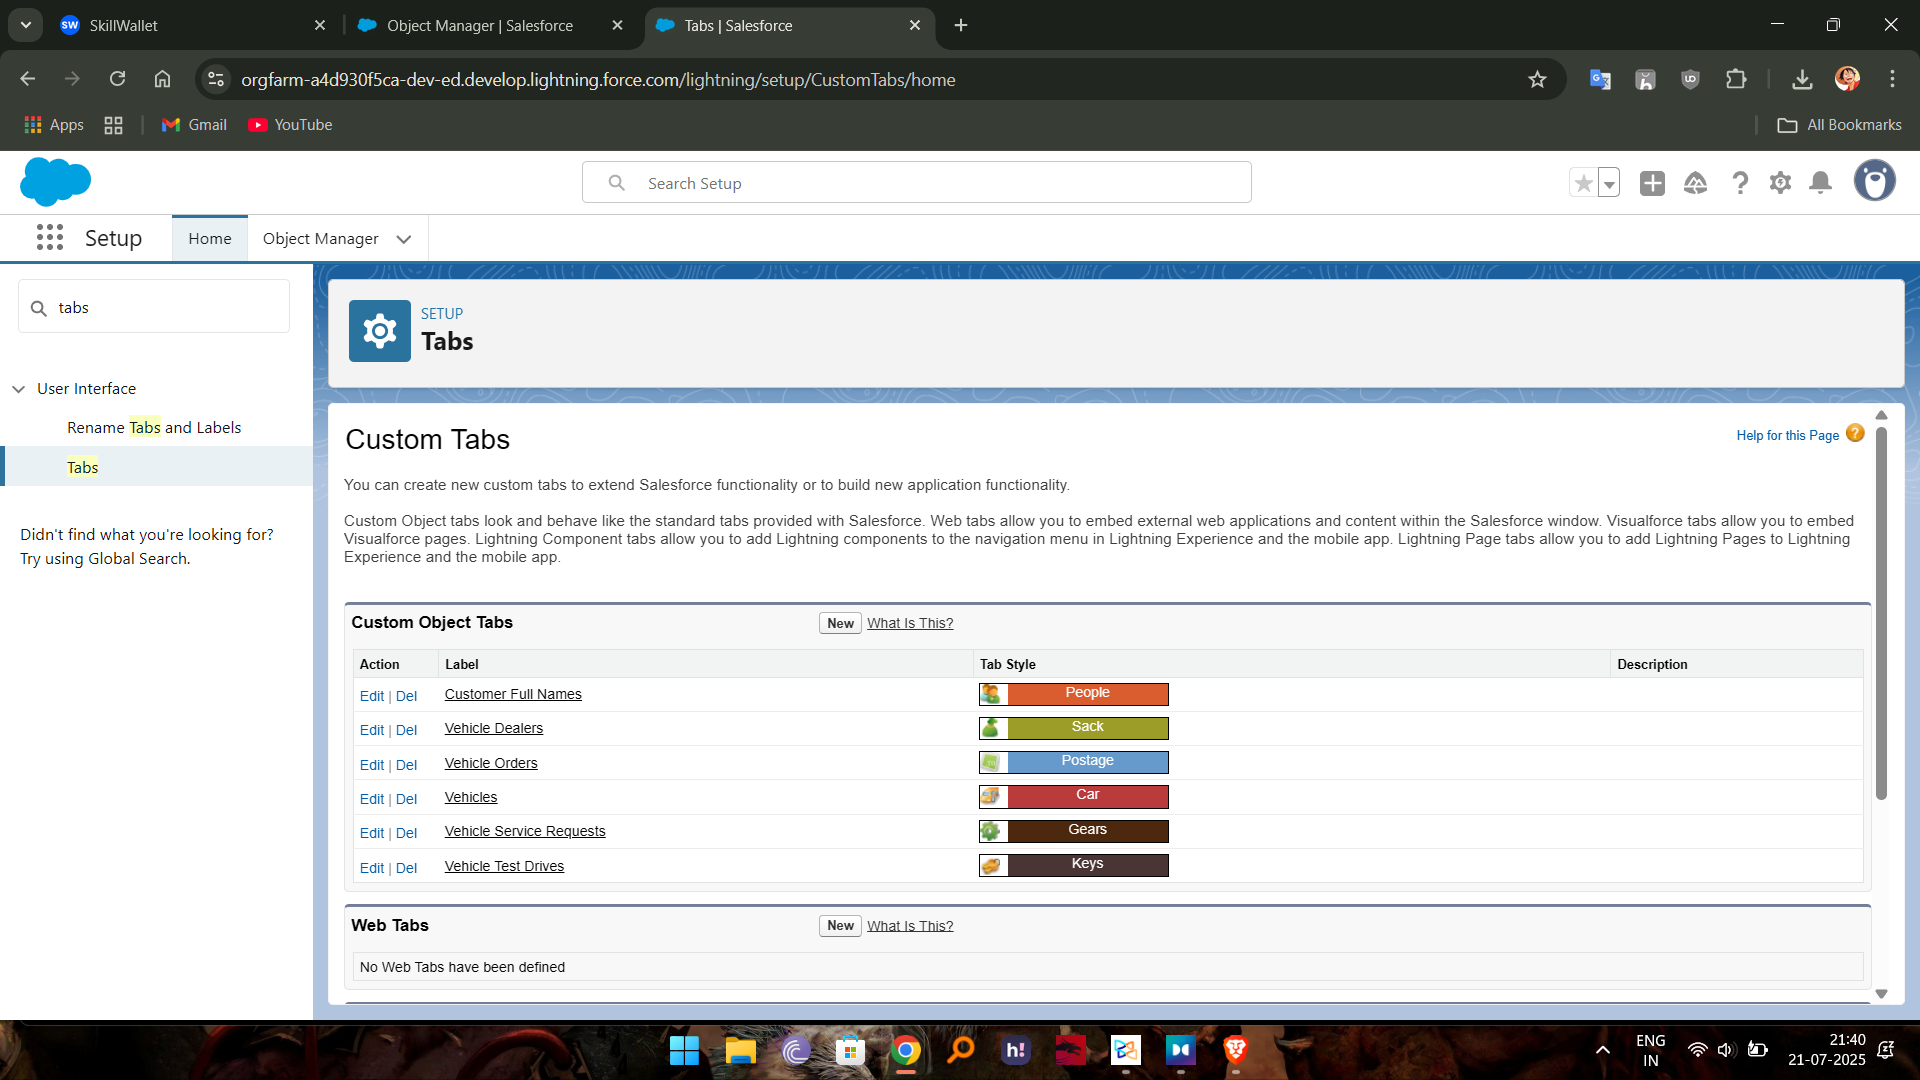 SW SkillWallet
Object Manager | Salesforce
Tabs | Salesforce
orgfarm-a4d930f5ca-dev-ed.develop.lightning.force.com/lightning/setup/CustomTabs/home
Apps
Gmail
YouTube
All Bookmarks
Search Setup
Setup
Home
Object Manager
tabs
User Interface
Rename Tabs and Labels
Tabs
Didn't find what you're looking for?
Try using Global Search.
SETUP
Tabs
Custom Tabs
Help for this Page ?
You can create new custom tabs to extend Salesforce functionality or to build new application functionality.
Custom Object tabs look and behave like the standard tabs provided with Salesforce. Web tabs allow you to embed external web applications and content within the Salesforce window. Visualforce tabs allow you to embed
Visualforce pages. Lightning Component tabs allow you to add Lightning components to the navigation menu in Lightning Experience and the mobile app. Lightning Page tabs allow you to add Lightning Pages to Lightning
Experience and the mobile app.
Custom Object Tabs New What Is This?
Action Label Tab Style Description
Edit | Del Customer Full Names People
Edit | Del Vehicle Dealers Sack
Edit | Del Vehicle Orders Postage
Edit | Del Vehicles Car
Edit | Del Vehicle Service Requests Gears
Edit | Del Vehicle Test Drives Keys
Web Tabs New What Is This?
No Web Tabs have been defined
h!
ENG
IN
21:40
21-07-2025